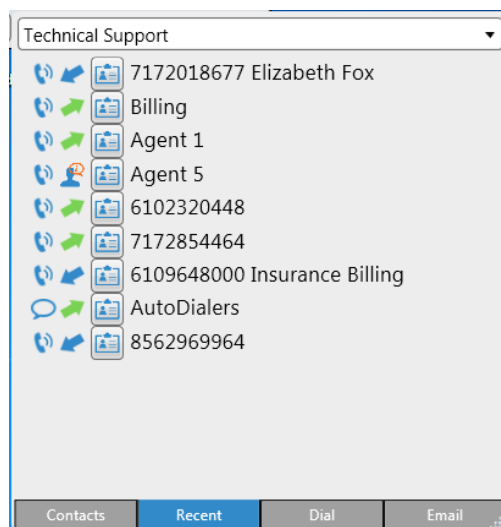 Technical Support
7172018677 Elizabeth Fox
Billing
Agent 1
Agent 5
6102320448
7172854464
6109648000 Insurance Billing
AutoDialers
8562969964
Contacts Recent Dial Email